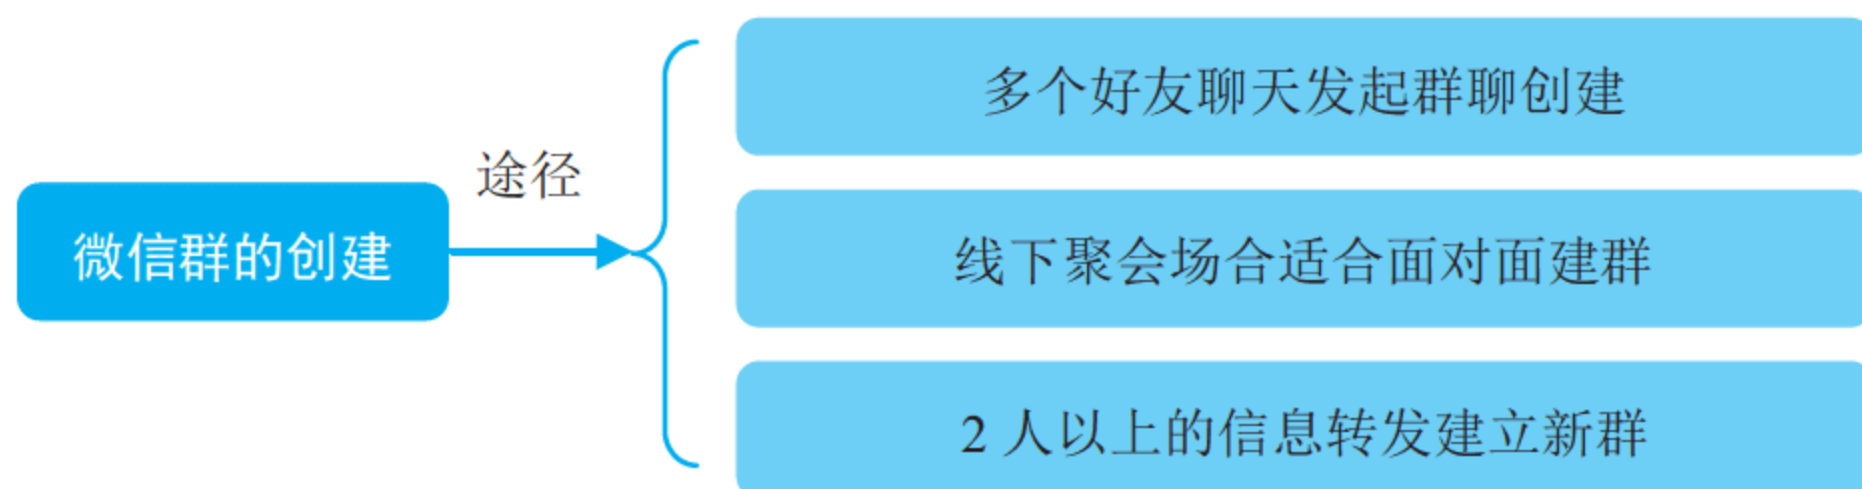 微信群的创建
途径
多个好友聊天发起群聊创建
线下聚会场合适合面对面建群
2 人以上的信息转发建立新群